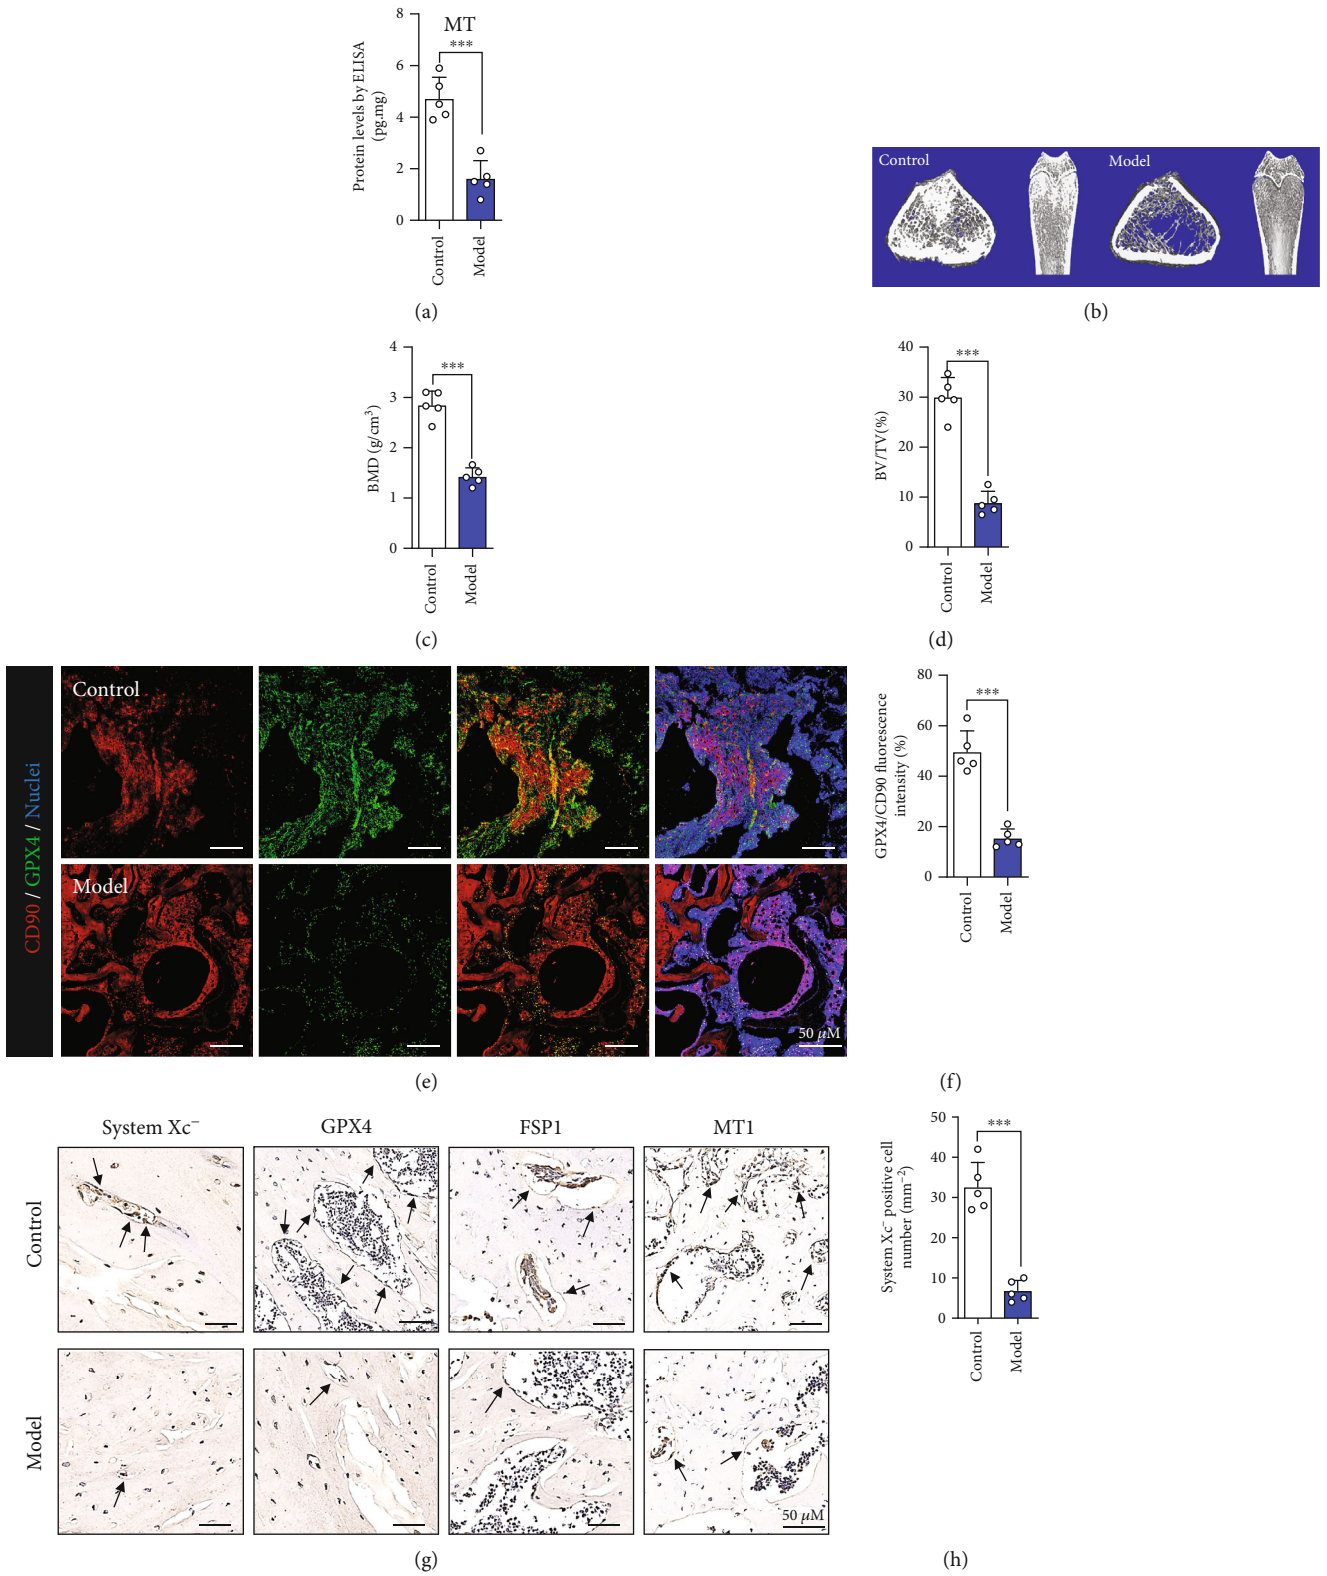 MT
***
Protein levels by ELISA
(pg.mg)
8
6
4
2
0
Control
Model
(a)
Control
Model
(b)
***
BMD (g/cm³)
4
3
2
1
0
Control
Model
(c)
***
BV/TV(%)
40
30
20
10
0
Control
Model
(d)
CD90 / GPX4 / Nuclei
Control
Model
50 μM
(e)
***
GPX4/CD90 fluorescence
intensity (%)
80
60
40
20
0
Control
Model
(f)
System Xc⁻
GPX4
FSP1
MT1
Control
Model
50 μM
(g)
***
System Xc⁻ positive cell
number (mm⁻²)
50
40
30
20
10
0
Control
Model
(h)